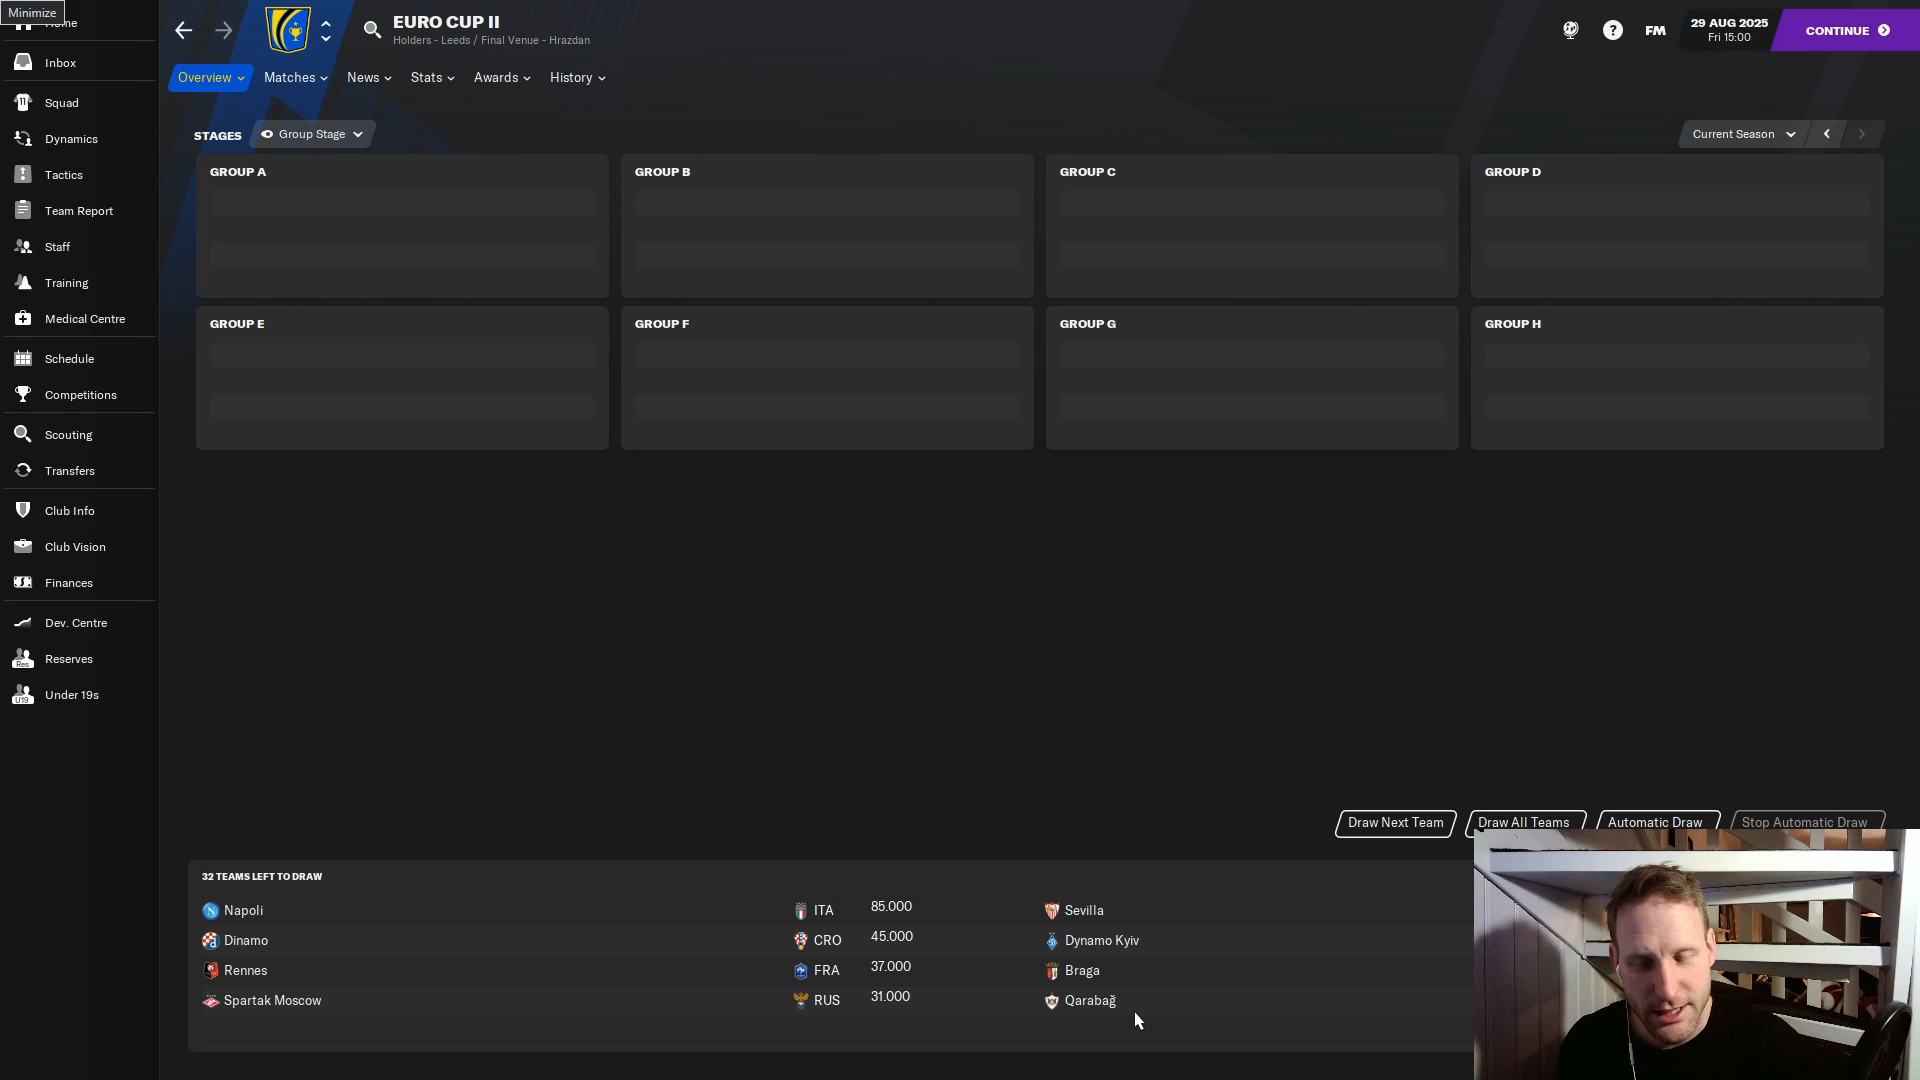 Minimize
Home
Inbox
Squad
Dynamics
Tactics
Team Report
Staff
Training
Medical Centre
Schedule
Competitions
Scouting
Transfers
Club Info
Club Vision
Finances
Dev. Centre
Reserves
Under 19s
EURO CUP II
Holders - Leeds / Final Venue - Hrazdan
FM
29 AUG 2025
Fri 15:00
CONTINUE
Overview Matches News Stats Awards History
STAGES Group Stage Current Season
GROUP A GROUP B GROUP C GROUP D
GROUP E GROUP F GROUP G GROUP H
Draw Next Team Draw All Teams Automatic Draw Stop Automatic Draw
32 TEAMS LEFT TO DRAW
Napoli ITA 85.000 Sevilla
Dinamo CRO 45.000 Dynamo Kyiv
Rennes FRA 37.000 Braga
Spartak Moscow RUS 31.000 Qarabağ